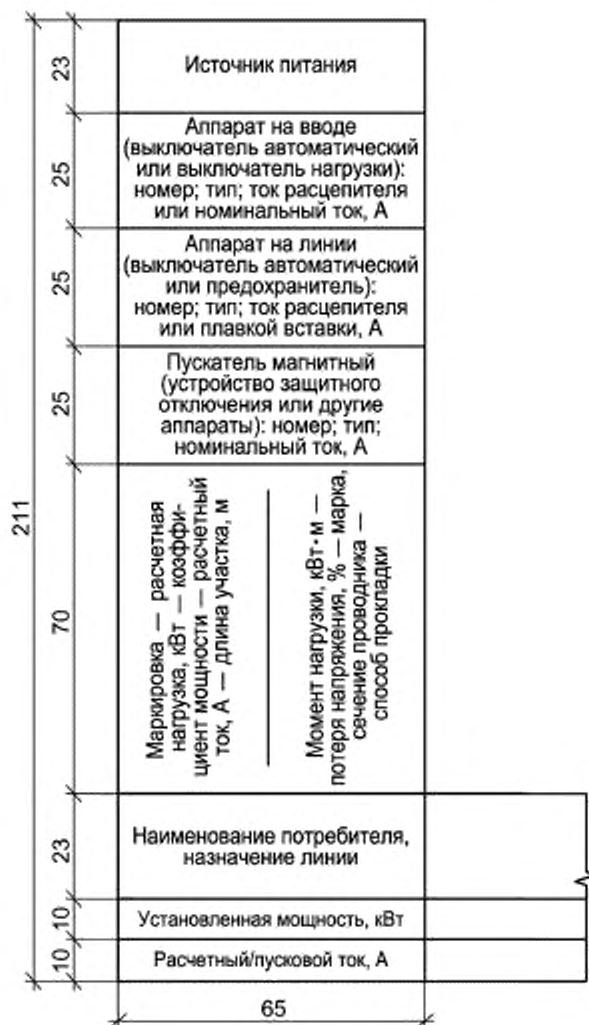 23
Источник питания
25
Аппарат на вводе
(выключатель автоматический
или выключатель нагрузки):
номер; тип; ток расцепителя
или номинальный ток, А
25
Аппарат на линии
(выключатель автоматический
или предохранитель):
номер; тип; ток расцепителя
или плавкой вставки, А
25
Пускатель магнитный
(устройство защитного
отключения или другие
аппараты): номер; тип;
номинальный ток, А
211
70
Маркировка — расчетная
нагрузка, кВт — коэффи-
циент мощности — расчетный
ток, А — длина участка, м
Момент нагрузки, кВт·м —
потеря напряжения, % — марка,
сечение проводника —
способ прокладки
23
Наименование потребителя,
назначение линии
10
Установленная мощность, кВт
10
Расчетный/пусковой ток, А
65